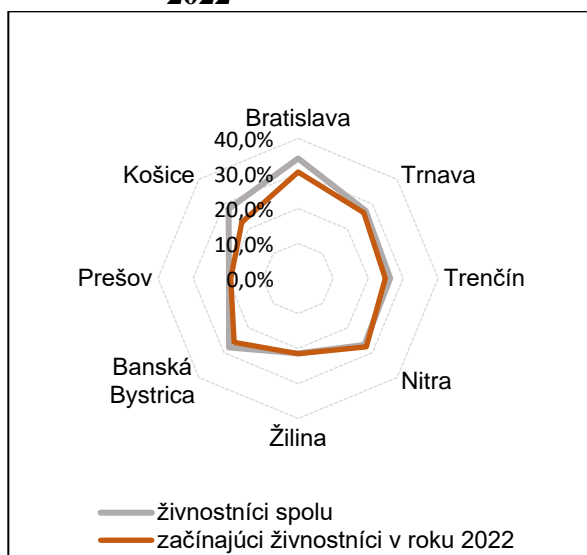 2022
Bratislava
40,0%
Košice
30,0%
Trnava
20,0%
10,0%
Prešov
0,0%
Trenčín
Banská
Bystrica
Nitra
Žilina
živnostníci spolu
začínajúci živnostníci v roku 2022